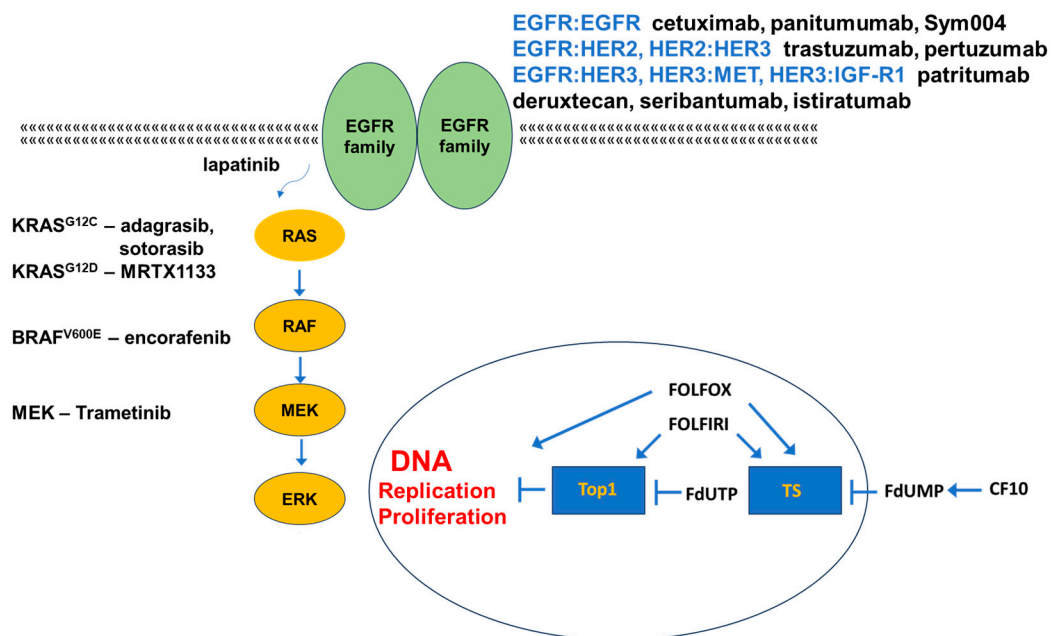 EGFR:EGFR cetuximab, panitumumab, Sym004
EGFR:HER2, HER2:HER3 trastuzumab, pertuzumab
EGFR:HER3, HER3:MET, HER3:IGF-R1 patritumab
deruxtecan, seribantumab, istiratumab
EGFR
family
EGFR
family
lapatinib
KRASG12C – adagrasib,
sotorasib
KRASG12D – MRTX1133
RAS
BRAFV600E – encorafenib
RAF
MEK – Trametinib
MEK
ERK
FOLFOX
FOLFIRI
DNA
Replication
Proliferation
Top1
FdUTP
TS
FdUMP
CF10